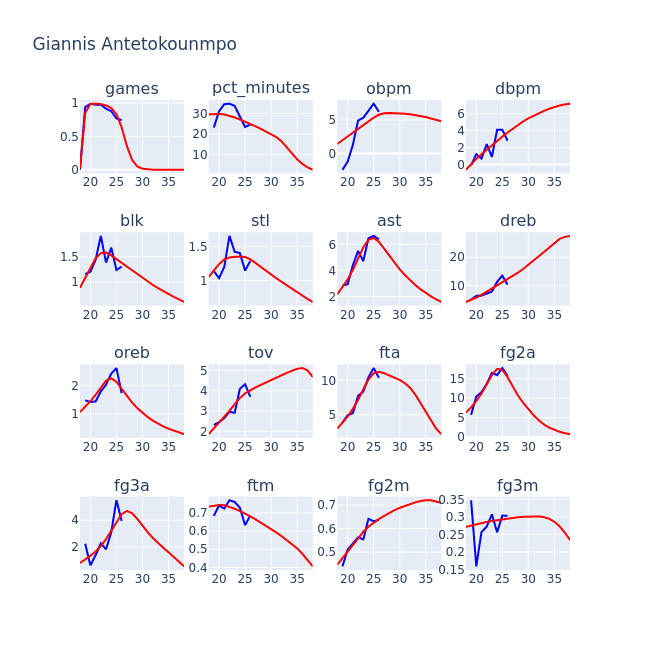 Giannis Antetokounmpo
games pct_minutes obpm dbpm
1 0.5 0 20 25 30 35
30 20 10 20 25 30 35
5 0 20 25 30 35
6 4 2 0 20 25 30 35
blk stl ast dreb
1.5 1 20 25 30 35
1.5 1 20 25 30 35
6 4 2 20 25 30 35
20 10 20 25 30 35
oreb tov fta fg2a
2 1 20 25 30 35
5 4 3 2 20 25 30 35
10 5 20 25 30 35
15 10 5 0 20 25 30 35
fg3a ftm fg2m fg3m
4 2 20 25 30 35
0.7 0.6 0.5 0.4 20 25 30 35
0.7 0.6 0.5 20 25 30 35
0.35 0.3 0.25 0.2 0.15 20 25 30 35